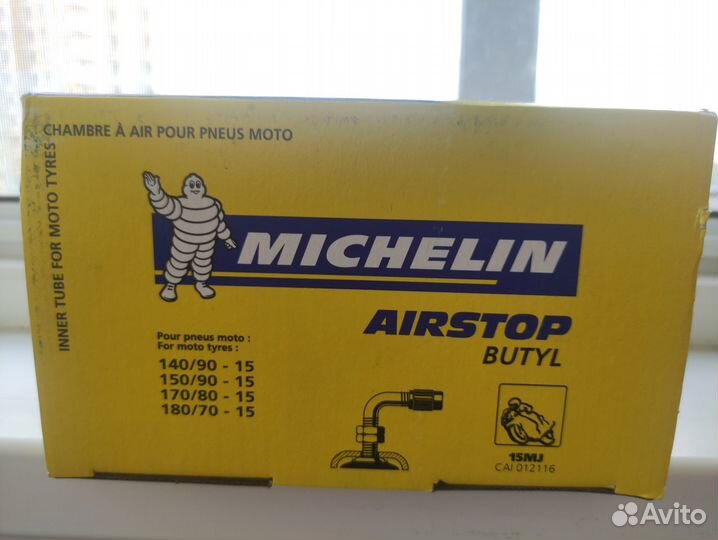 CHAMBRE À AIR POUR PNEUS MOTO
INNER TUBE FOR MOTO TYRES
MICHELIN
AIRSTOP
BUTYL
Pour pneus moto :
For moto tyres :
140/90 - 15
150/90 - 15
170/80 - 15
180/70 - 15
15MJ
CAI 012116
Avito